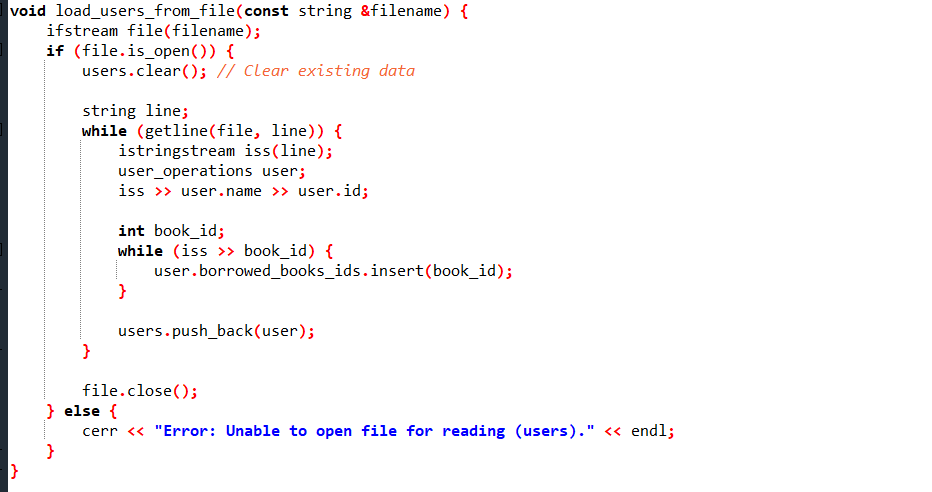 void load_users_from_file(const string &filename) {
    ifstream file(filename);
    if (file.is_open()) {
        users.clear(); // Clear existing data

        string line;
        while (getline(file, line)) {
            istringstream iss(line);
            user_operations user;
            iss >> user.name >> user.id;

            int book_id;
            while (iss >> book_id) {
                user.borrowed_books_ids.insert(book_id);
            }

            users.push_back(user);
        }

        file.close();
    } else {
        cerr << "Error: Unable to open file for reading (users)." << endl;
    }
}